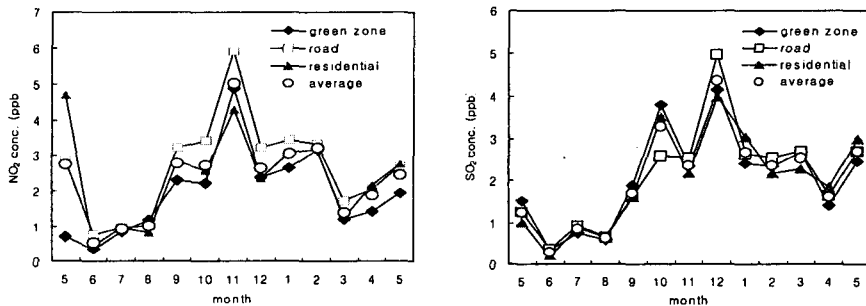 NO₂ conc. (ppb
7
6
5
4
3
2
1
0
green zone
road
residential
average
5 6 7 8 9 10 11 12 1 2 3 4 5
month
SO₂ conc. (ppb
6
5
4
3
2
1
0
green zone
road
residential
average
5 6 7 8 9 10 11 12 1 2 3 4 5
month